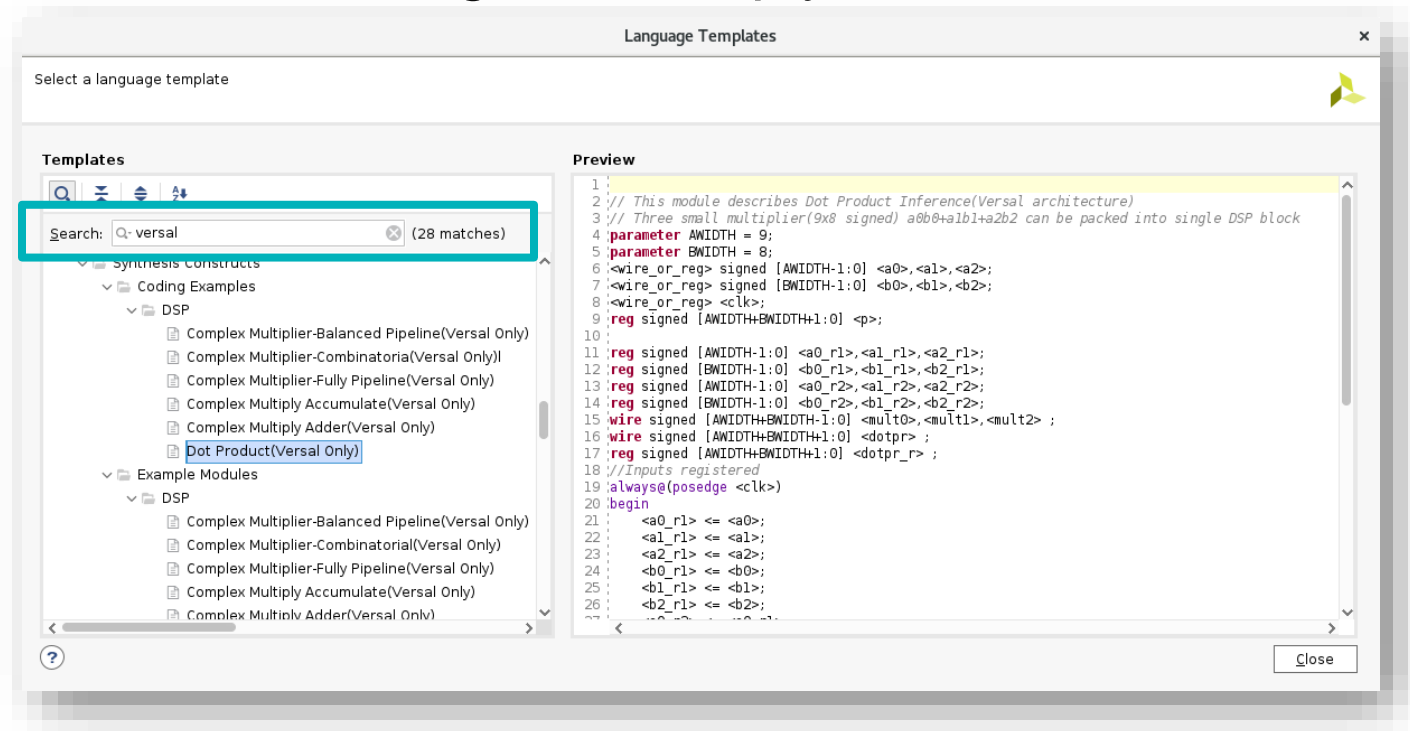 Language Templates
Select a language template
Templates
Search: versal (28 matches)
Synthesis Constructs
Coding Examples
DSP
Complex Multiplier-Balanced Pipeline(Versal Only)
Complex Multiplier-Combinatoria(Versal Only)l
Complex Multiplier-Fully Pipeline(Versal Only)
Complex Multiply Accumulate(Versal Only)
Complex Multiply Adder(Versal Only)
Dot Product(Versal Only)
Example Modules
DSP
Complex Multiplier-Balanced Pipeline(Versal Only)
Complex Multiplier-Combinatorial(Versal Only)
Complex Multiplier-Fully Pipeline(Versal Only)
Complex Multiply Accumulate(Versal Only)
Complex Multiply Adder(Versal Only)
Preview
1
2 // This module describes Dot Product Inference(Versal architecture)
3 // Three small multiplier(9x8 signed) a0b0+a1b1+a2b2 can be packed into single DSP block
4 parameter AWIDTH = 9;
5 parameter BWIDTH = 8;
6 <wire_or_reg> signed [AWIDTH-1:0] <a0>,<a1>,<a2>;
7 <wire_or_reg> signed [BWIDTH-1:0] <b0>,<b1>,<b2>;
8 <wire_or_reg> <clk>;
9 reg signed [AWIDTH+BWIDTH+1:0] <p>;
10
11 reg signed [AWIDTH-1:0] <a0_r1>,<a1_r1>,<a2_r1>;
12 reg signed [BWIDTH-1:0] <b0_r1>,<b1_r1>,<b2_r1>;
13 reg signed [AWIDTH-1:0] <a0_r2>,<a1_r2>,<a2_r2>;
14 reg signed [BWIDTH-1:0] <b0_r2>,<b1_r2>,<b2_r2>;
15 wire signed [AWIDTH+BWIDTH-1:0] <mult0>,<mult1>,<mult2> ;
16 wire signed [AWIDTH+BWIDTH+1:0] <dotpr> ;
17 reg signed [AWIDTH+BWIDTH+1:0] <dotpr_r> ;
18 //Inputs registered
19 always@(posedge <clk>)
20 begin
21 <a0_r1> <= <a0>;
22 <a1_r1> <= <a1>;
23 <a2_r1> <= <a2>;
24 <b0_r1> <= <b0>;
25 <b1_r1> <= <b1>;
26 <b2_r1> <= <b2>;
?
Close